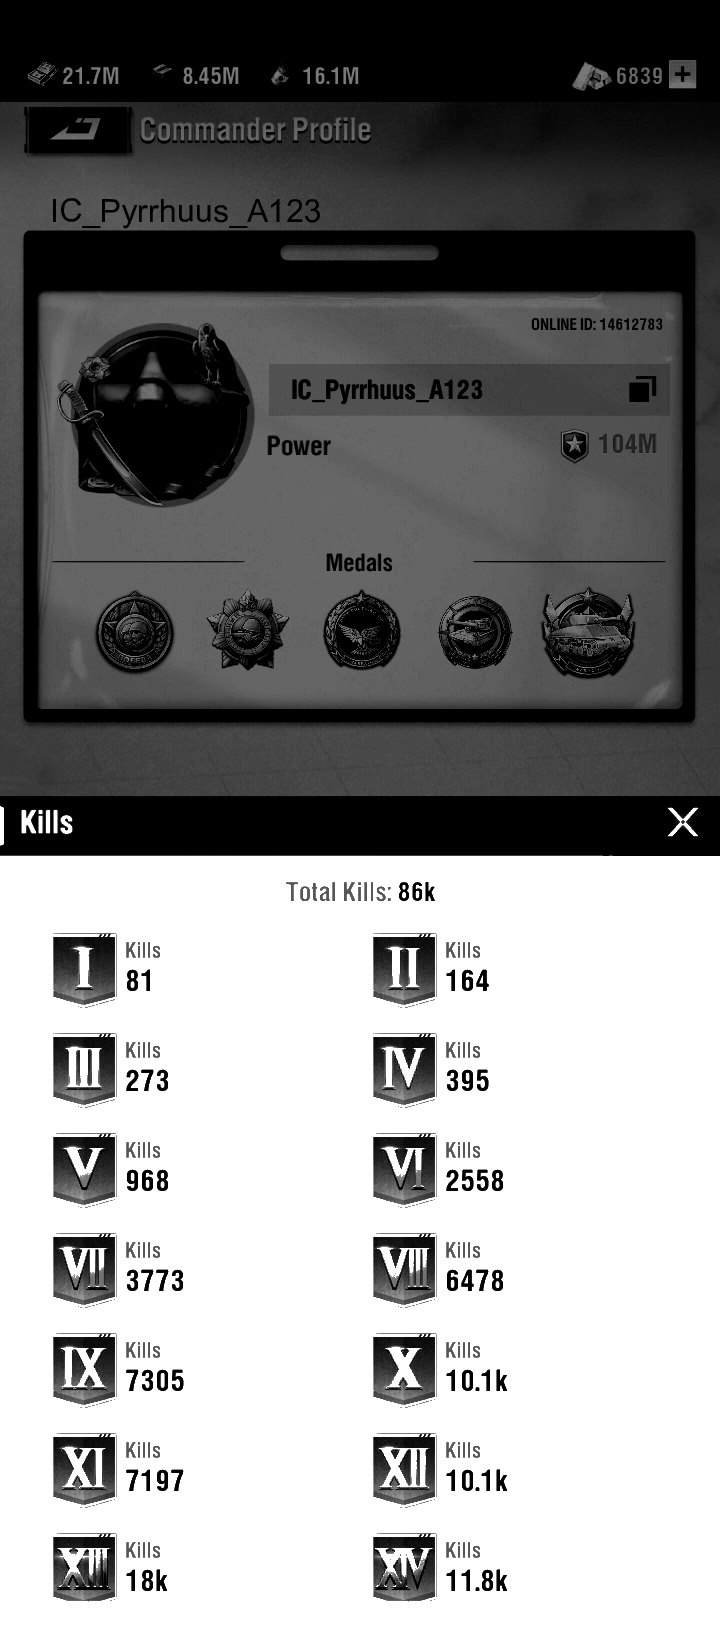 21.7M 8.45M 16.1M 6839
Commander Profile
IC_Pyrrhuus_A123
ONLINE ID: 14612783
IC_Pyrrhuus_A123
Power 104M
Medals
Kills
Total Kills: 86k
I Kills 81
II Kills 164
III Kills 273
IV Kills 395
V Kills 968
VI Kills 2558
VII Kills 3773
VIII Kills 6478
IX Kills 7305
X Kills 10.1k
XI Kills 7197
XII Kills 10.1k
XIII Kills 18k
XIV Kills 11.8k